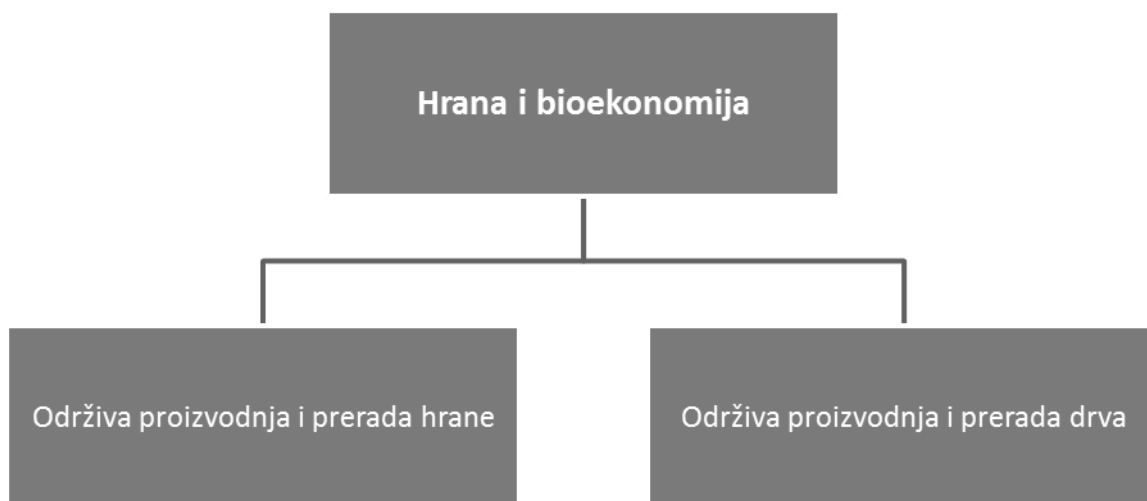 Hrana i bioekonomija
Održiva proizvodnja i prerada hrane
Održiva proizvodnja i prerada drva